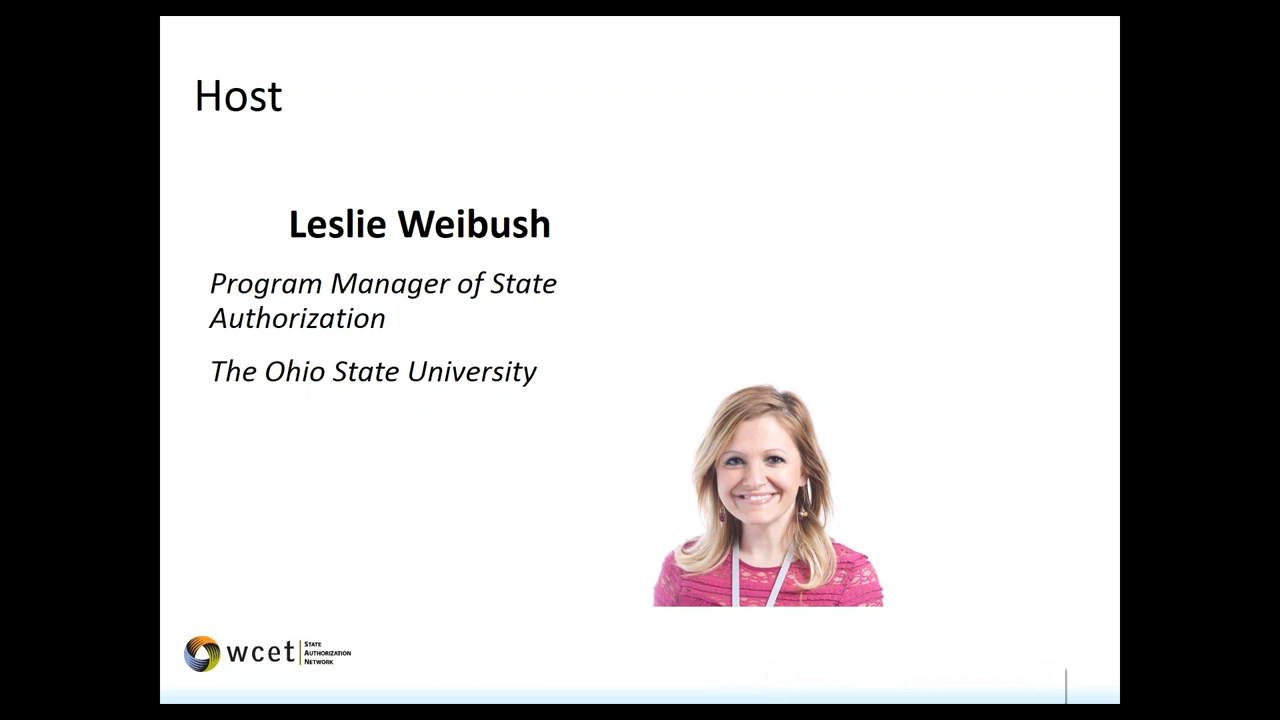 Host
Leslie Weibush
Program Manager of State
Authorization
The Ohio State University
wcet
STATE
AUTHORIZATION
NETWORK